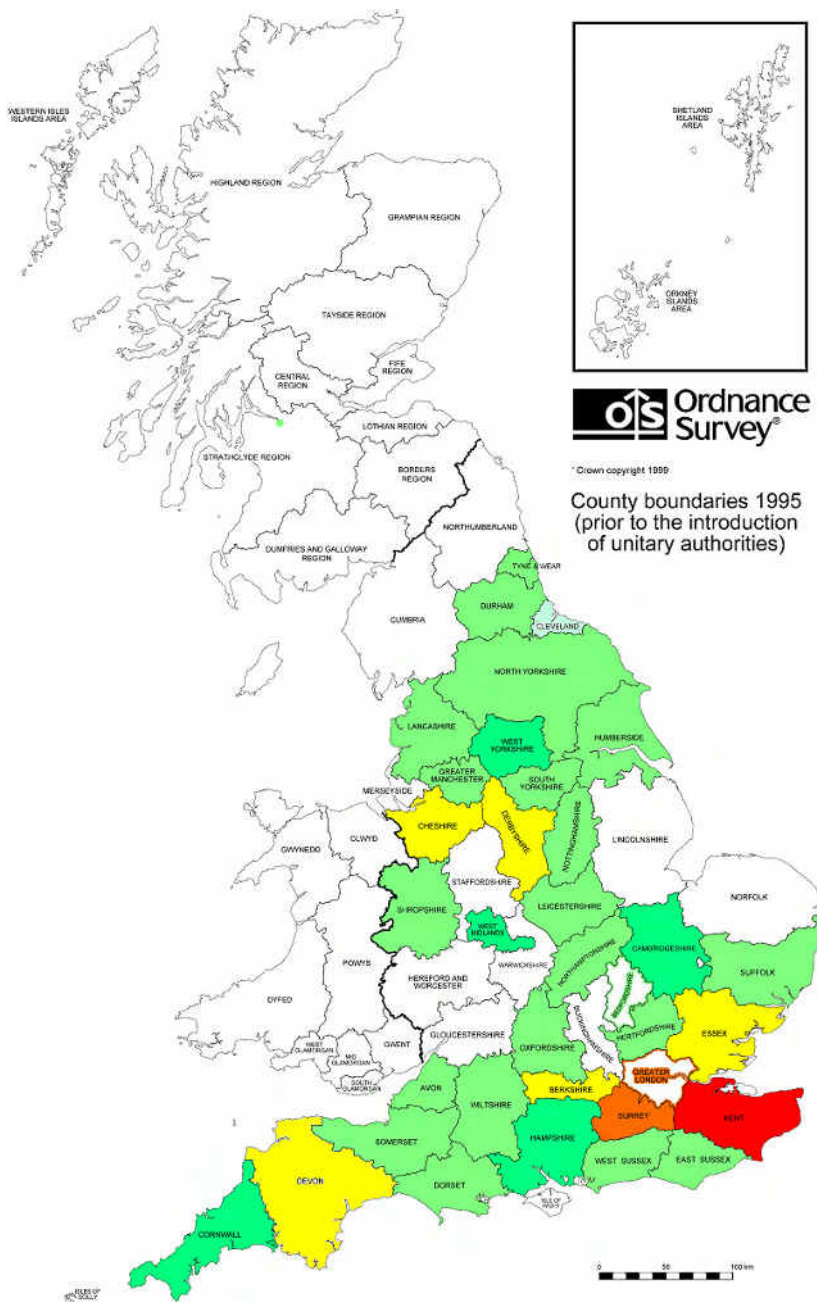 WESTERN ISLES
ISLANDS AREA
SHETLAND
ISLANDS
AREA
HIGHLAND REGION
GRAMPIAN REGION
ORKNEY
ISLANDS
AREA
TAYSIDE REGION
FIFE
REGION
CENTRAL
REGION
OS Ordnance
Survey®
LOTHIAN REGION
STRATHCLYDE REGION
BORDERS
REGION
' Crown copyright 1999
County boundaries 1995
(prior to the introduction
of unitary authorities)
NORTHUMBERLAND
DUMFRIES AND GALLOWAY
REGION
TYNE & WEAR
DURHAM
CUMBRIA
CLEVELAND
NORTH YORKSHIRE
LANCASHIRE
WEST
YORKSHIRE
HUMBERSIDE
GREATER
MANCHESTER
SOUTH
YORKSHIRE
MERSEYSIDE
CHESHIRE
DERBYSHIRE
NOTTINGHAMSHIRE
LINCOLNSHIRE
CLWYD
GWYNEDD
STAFFORDSHIRE
NORFOLK
SHROPSHIRE
LEICESTERSHIRE
WEST
MIDLANDS
CAMBRIDGESHIRE
POWYS
HEREFORD AND
WORCESTER
WARWICKSHIRE
NORTHAMPTONSHIRE
SUFFOLK
DYFED
BEDFORDSHIRE
BUCKINGHAMSHIRE
HERTFORDSHIRE
ESSEX
GLOUCESTERSHIRE
OXFORDSHIRE
GWENT
WEST
GLAMORGAN
MID
GLAMORGAN
SOUTH
GLAMORGAN
GREATER
LONDON
AVON
WILTSHIRE
BERKSHIRE
SURREY
KENT
SOMERSET
HAMPSHIRE
WEST SUSSEX
EAST SUSSEX
DEVON
DORSET
ISLE OF
WIGHT
CORNWALL
0
50
100 km
ISLES OF
SCILLY